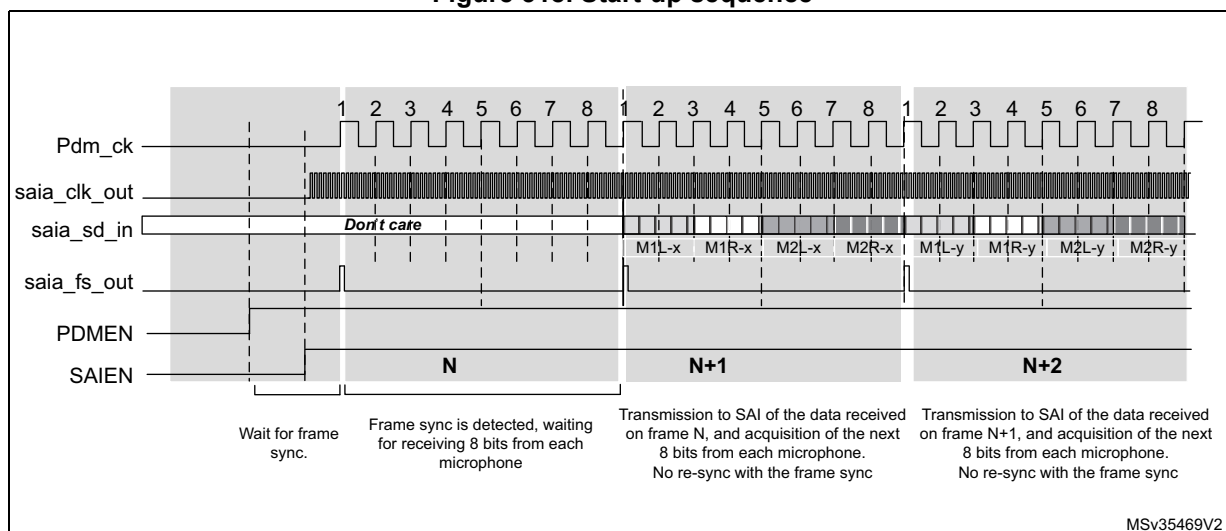 1 2 3 4 5 6 7 8 1 2 3 4 5 6 7 8 1 2 3 4 5 6 7 8
Pdm_ck
saia_clk_out
saia_sd_in Don't care
M1L-x M1R-x M2L-x M2R-x M1L-y M1R-y M2L-y M2R-y
saia_fs_out
PDMEN
SAIEN N N+1 N+2
Wait for frame
sync.
Frame sync is detected, waiting
for receiving 8 bits from each
microphone
Transmission to SAI of the data received
on frame N, and acquisition of the next
8 bits from each microphone.
No re-sync with the frame sync
Transmission to SAI of the data received
on frame N+1, and acquisition of the next
8 bits from each microphone.
No re-sync with the frame sync
MSv35469V2